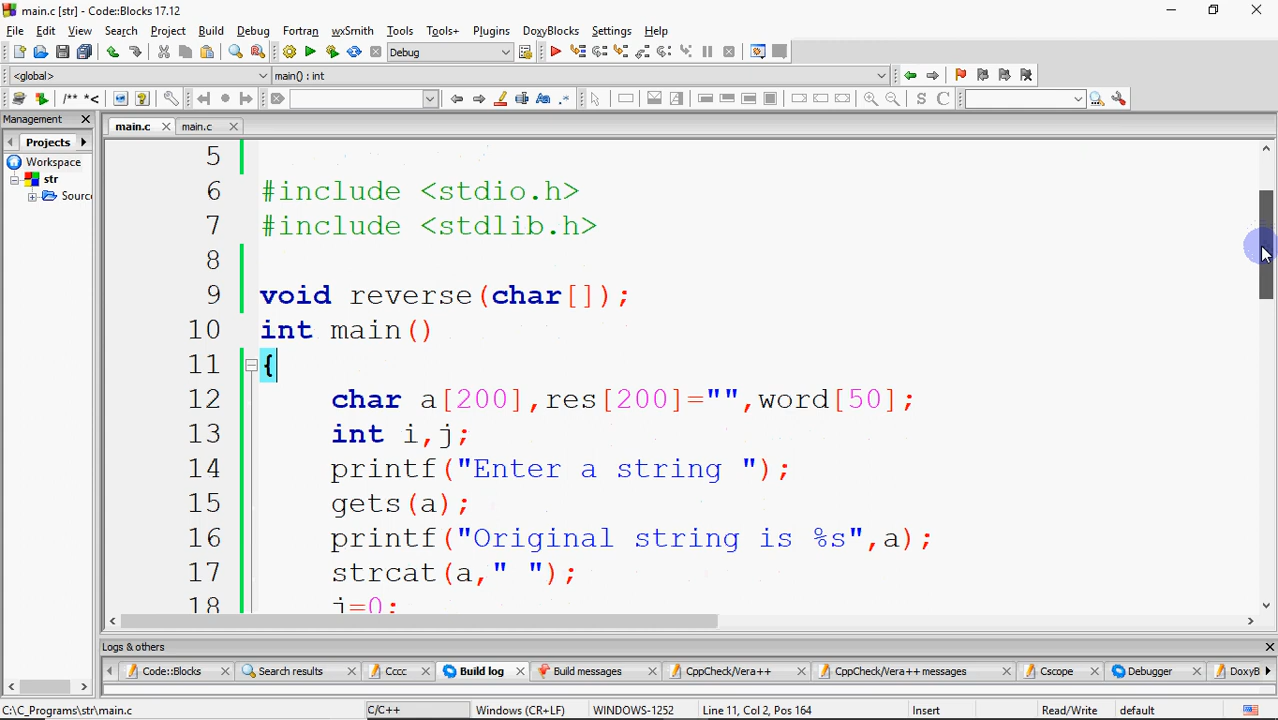 main.c [str] - Code::Blocks 17.12
File Edit View Search Project Build Debug Fortran wxSmith Tools Tools+ Plugins DoxyBlocks Settings Help
Debug
<global> main() : int
/** *< Aa .* S C
Management
main.c main.c
Projects
Workspace
str
Sourc
5
6 #include <stdio.h>
7 #include <stdlib.h>
8
9 void reverse(char[]);
10 int main()
11 {
12 char a[200],res[200]="",word[50];
13 int i,j;
14 printf("Enter a string ");
15 gets(a);
16 printf("Original string is %s",a);
17 strcat(a," ");
18 j=0;
Logs & others
Code::Blocks Search results Cccc Build log Build messages CppCheck/Vera++ CppCheck/Vera++ messages Cscope Debugger DoxyB
C:\C_Programs\str\main.c C/C++ Windows (CR+LF) WINDOWS-1252 Line 11, Col 2, Pos 164 Insert Read/Write default